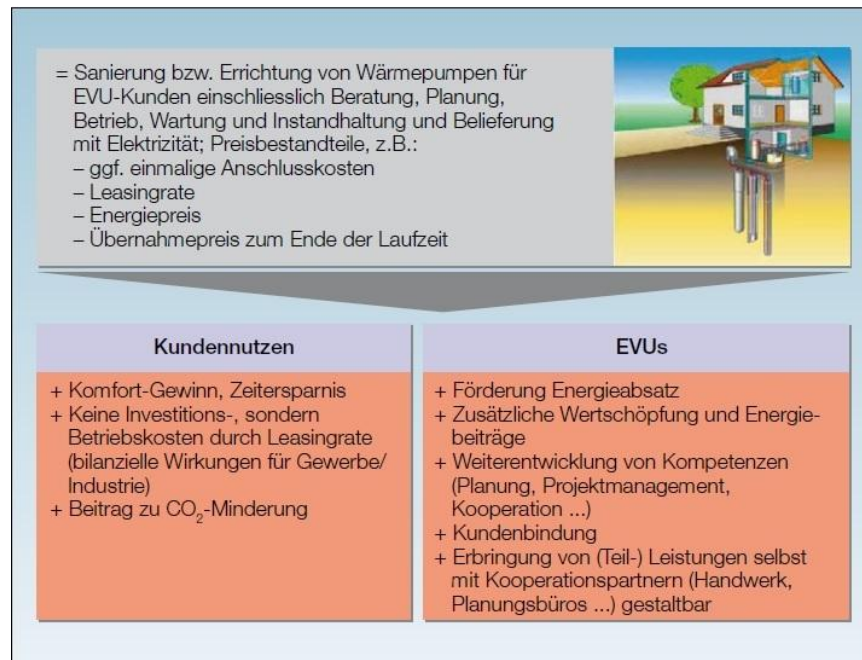 = Sanierung bzw. Errichtung von Wärmepumpen für
EVU-Kunden einschliesslich Beratung, Planung,
Betrieb, Wartung und Instandhaltung und Belieferung
mit Elektrizität; Preisbestandteile, z.B.:
– ggf. einmalige Anschlusskosten
– Leasingrate
– Energiepreis
– Übernahmepreis zum Ende der Laufzeit
Kundennutzen
+ Komfort-Gewinn, Zeitersparnis
+ Keine Investitions-, sondern
Betriebskosten durch Leasingrate
(bilanzielle Wirkungen für Gewerbe/
Industrie)
+ Beitrag zu CO₂-Minderung
EVUs
+ Förderung Energieabsatz
+ Zusätzliche Wertschöpfung und Energie-
beiträge
+ Weiterentwicklung von Kompetenzen
(Planung, Projektmanagement,
Kooperation ...)
+ Kundenbindung
+ Erbringung von (Teil-) Leistungen selbst
mit Kooperationspartnern (Handwerk,
Planungsbüros ...) gestaltbar